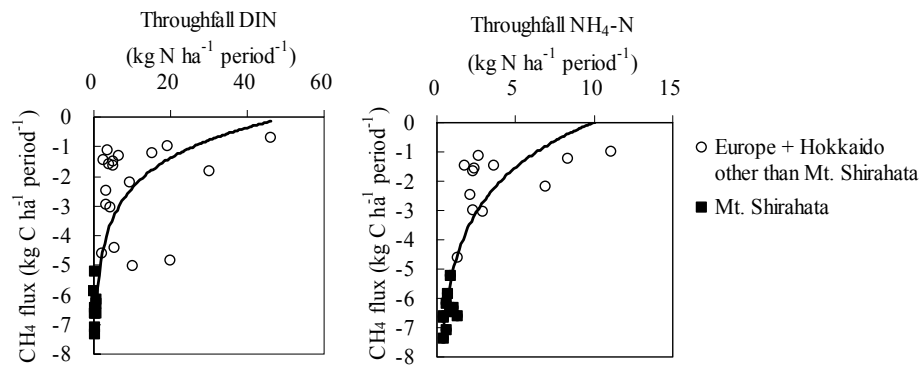 Throughfall DIN
(kg N ha⁻¹ period⁻¹)
0 20 40 60
0
-1
-2
-3
-4
-5
-6
-7
-8
CH₄ flux (kg C ha⁻¹ period⁻¹)
Throughfall NH₄-N
(kg N ha⁻¹ period⁻¹)
0 5 10 15
0
-1
-2
-3
-4
-5
-6
-7
-8
CH₄ flux (kg C ha⁻¹ period⁻¹)
Europe + Hokkaido
other than Mt. Shirahata
Mt. Shirahata